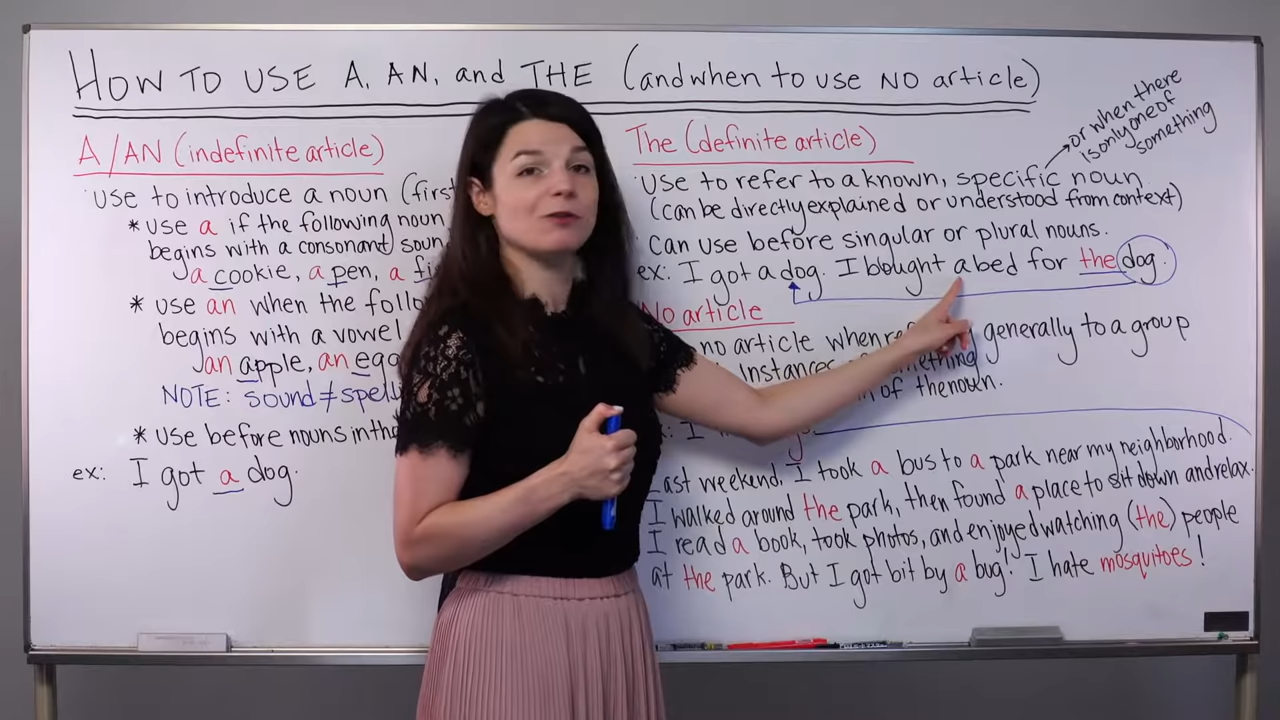 HOW TO USE A, AN, and THE (and when to use NO article)
A/AN (indefinite article)
use to introduce a noun (first
* use a if the following noun
begins with a consonant soun
a cookie, a pen, a fi
* use an when the follo
begins with a vowel
an apple, an egg
NOTE: sound ≠ spell
* use before nouns in the
ex: I got a dog.
The (definite article)
→ or when there
is only one of
something
Use to refer to a known, specific noun
(can be directly explained or understood from context)
Can use before singular or plural nouns.
ex: I got a dog. I bought a bed for the dog.
No article
no article when generally to a group
instances something
of the noun.
I
Last weekend, I took a bus to a park near my neighborhood.
I walked around the park, then found a place to sit down and relax.
I read a book, took photos, and enjoyed watching (the) people
at the park. But I got bit by a bug! I hate mosquitoes!